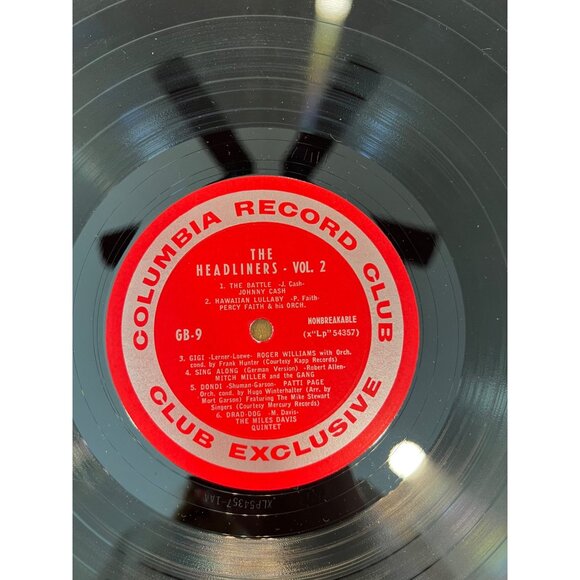 COLUMBIA RECORD CLUB
THE
HEADLINERS - VOL. 2
1. THE BATTLE -J. Cash-
JOHNNY CASH
2. HAWAIIAN LULLABY -P. Faith-
PERCY FAITH & his ORCH.
GB-9
NONBREAKABLE
(x"Lp" 54357)
3. GIGI -Lerner-Loewe- ROGER WILLIAMS with Orch.
cond. by Frank Hunter (Courtesy Kapp Records)
4. SING ALONG (German Version) -Robert Allen-
MITCH MILLER and the GANG
5. DONDI -Shuman-Garson- PATTI PAGE
Orch. cond. by Hugo Winterhalter (Arr. by
Mort Garson) Featuring The Mike Stewart
Singers (Courtesy Mercury Records)
6. DRAD-DOG -M. Davis-
THE MILES DAVIS
QUINTET
CLUB EXCLUSIVE
XLP54357-1AN